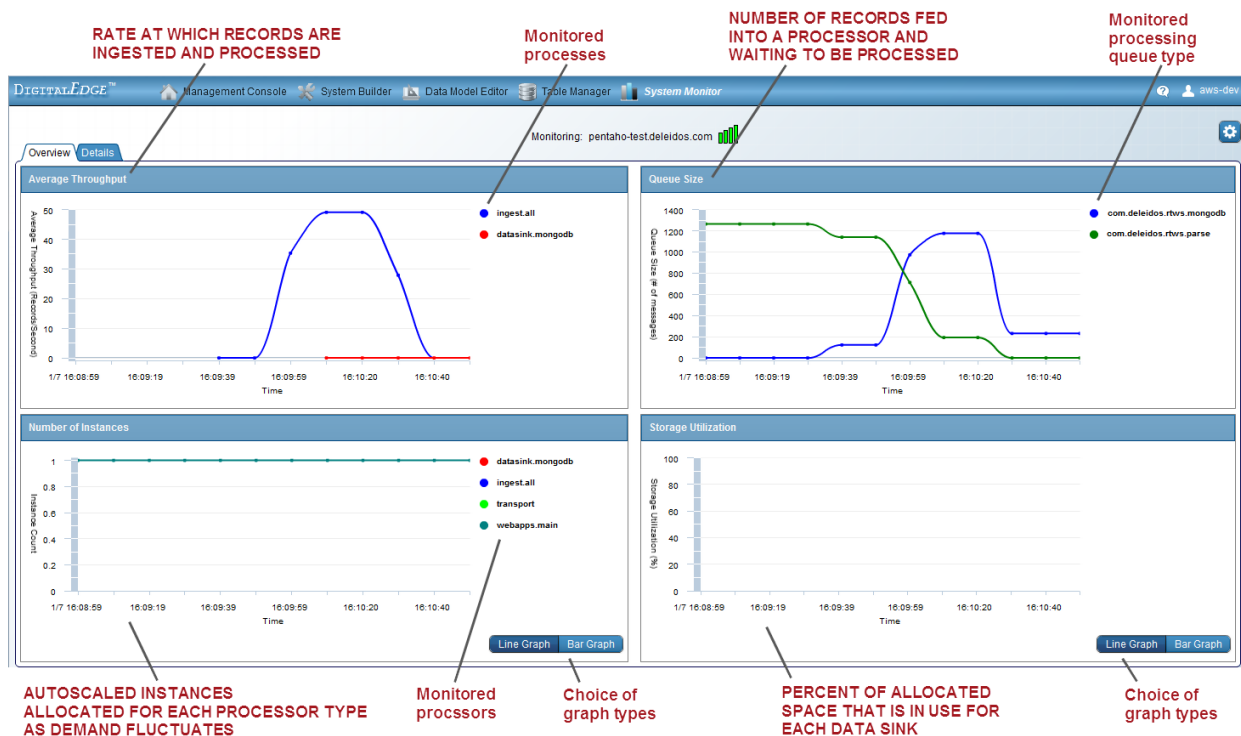 RATE AT WHICH RECORDS ARE
INGESTED AND PROCESSED
Monitored
processes
NUMBER OF RECORDS FED
INTO A PROCESSOR AND
WAITING TO BE PROCESSED
Monitored
processing
queue type
DIGITALEDGE™ Management Console System Builder Data Model Editor Table Manager System Monitor ? aws-dev
Monitoring: pentaho-test.deleidos.com
Overview Details
Average Throughput
Average Throughput (Records/Second)
50
40
30
20
10
0
1/7 16:08:59 16:09:19 16:09:39 16:09:59 16:10:20 16:10:40
Time
ingest.all
datasink.mongodb
Queue Size
Queue Size (# of messages)
1400
1200
1000
800
600
400
200
0
1/7 16:08:59 16:09:19 16:09:39 16:09:59 16:10:20 16:10:40
Time
com.deleidos.rtws.mongodb
com.deleidos.rtws.parse
Number of Instances
Instance Count
1
0.8
0.6
0.4
0.2
0
1/7 16:08:59 16:09:19 16:09:39 16:09:59 16:10:20 16:10:40
Time
datasink.mongodb
ingest.all
transport
webapps.main
Line Graph Bar Graph
Storage Utilization
Storage Utilization (%)
100
80
60
40
20
0
1/7 16:08:59 16:09:19 16:09:39 16:09:59 16:10:20 16:10:40
Time
Line Graph Bar Graph
AUTOSCALED INSTANCES
ALLOCATED FOR EACH PROCESSOR TYPE
AS DEMAND FLUCTUATES
Monitored
procssors
Choice of
graph types
PERCENT OF ALLOCATED
SPACE THAT IS IN USE FOR
EACH DATA SINK
Choice of
graph types